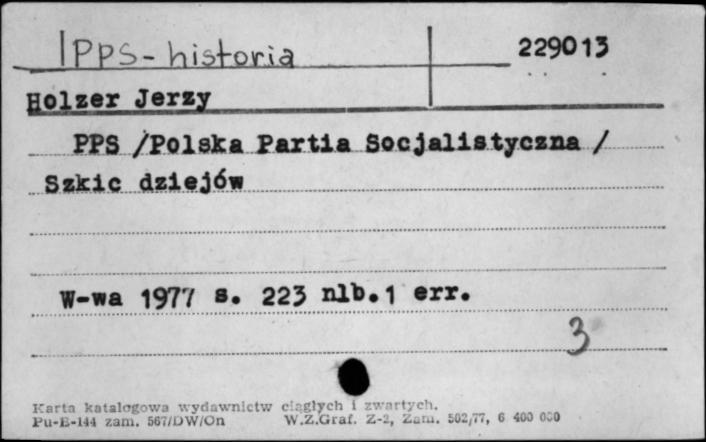 PPS - historia
229013
Holzer Jerzy
PPS /Polska Partia Socjalistyczna /
Szkic dziejów
W-wa 1977 s. 223 nlb.1 err.
3
Karta katalogowa wydawnictw ciągłych i zwartych.
Pu-E-144 zam. 567/DW/On W.Z.Graf. Z-2, Zam. 502/77, 6 400 000